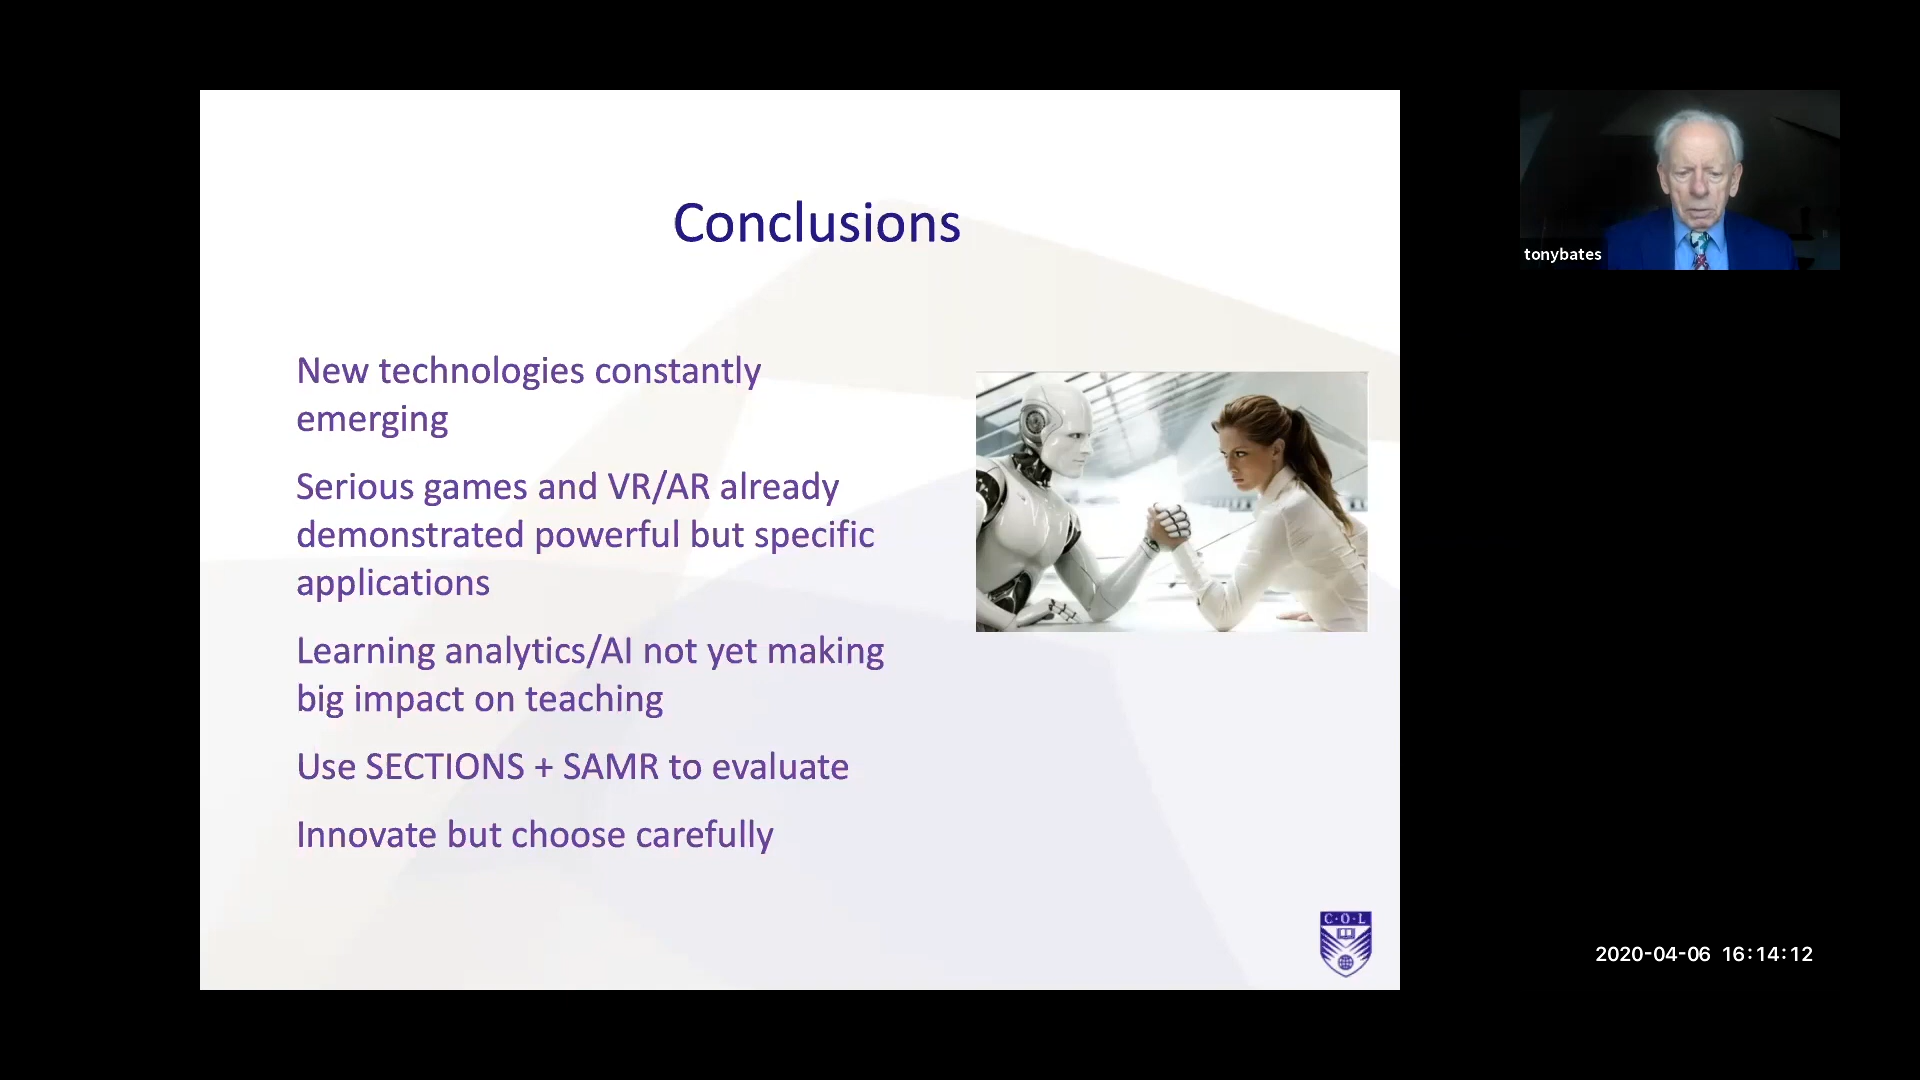 Conclusions
New technologies constantly
emerging
Serious games and VR/AR already
demonstrated powerful but specific
applications
Learning analytics/AI not yet making
big impact on teaching
Use SECTIONS + SAMR to evaluate
Innovate but choose carefully
C·O·L
tonybates
2020-04-06 16:14:12